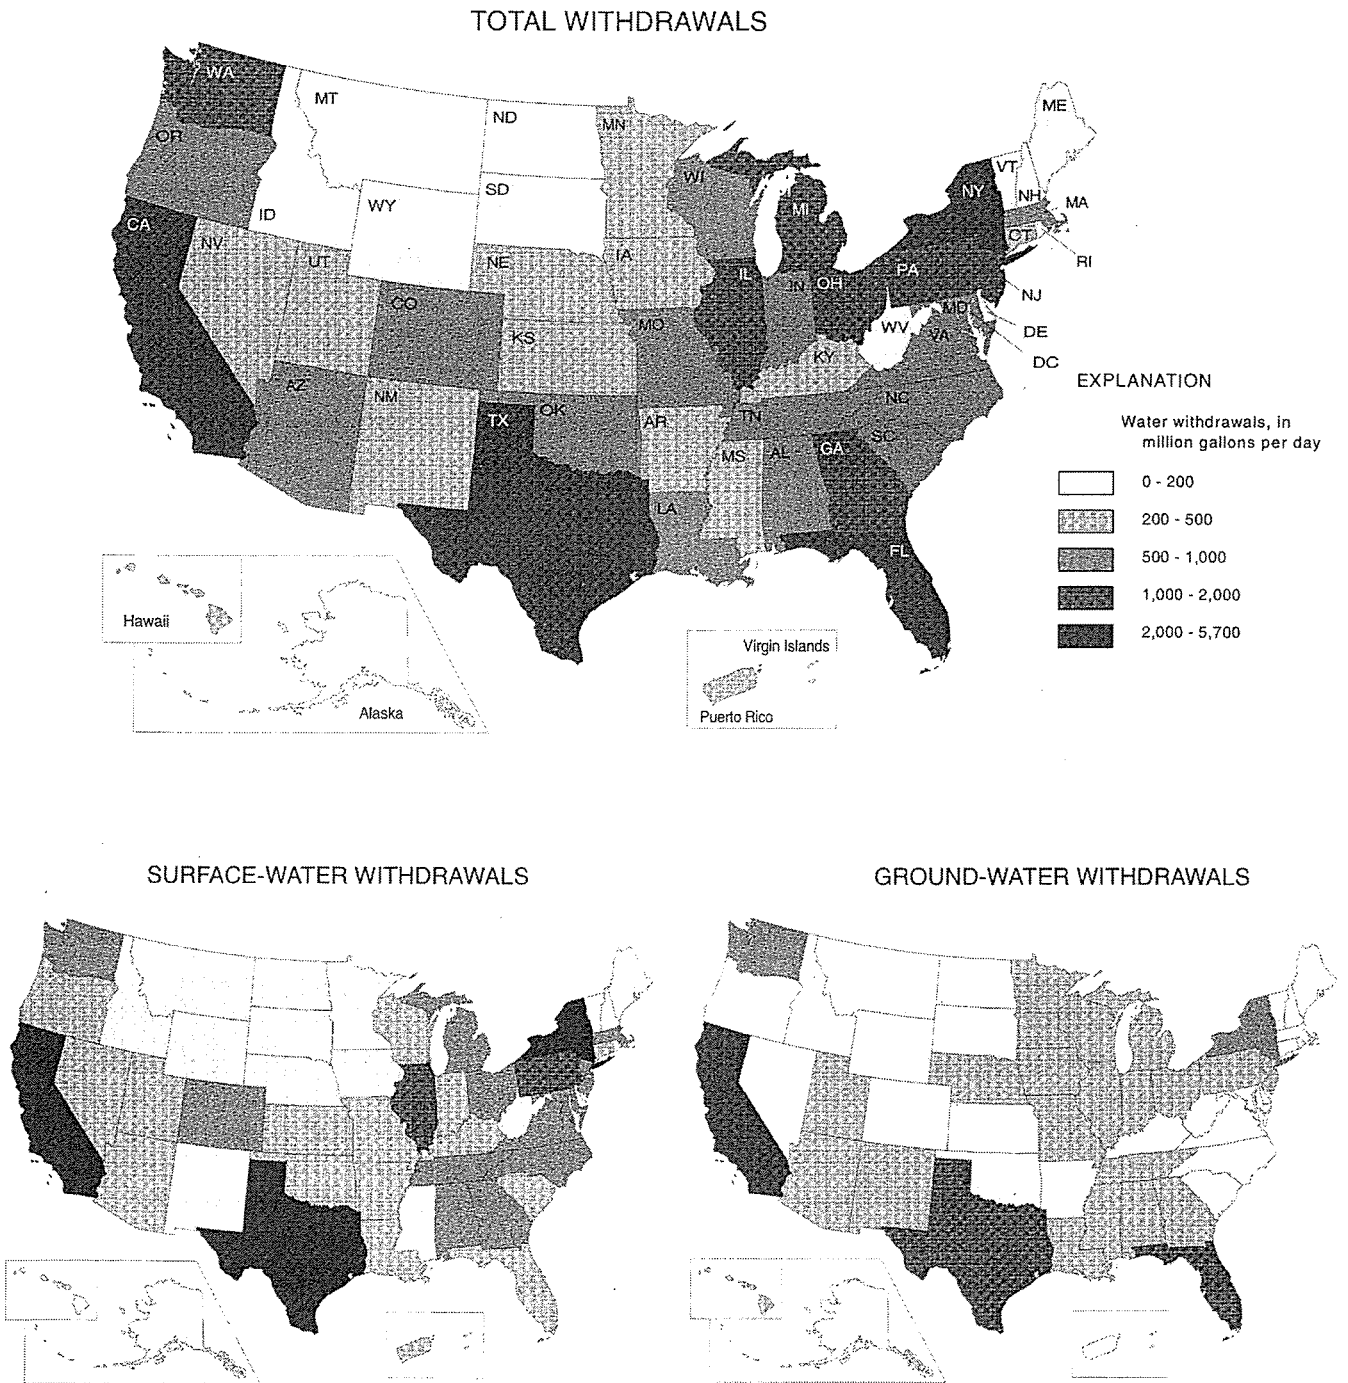 TOTAL WITHDRAWALS
WA
MT
ND
MN
ME
OR
VT
WI
SD
NY
NH
MA
ID
WY
MI
CA
CT
NV
UT
NE
IA
RI
IL
PA
IN
OH
NJ
CO
MO
MD
WV
VA
DE
KS
KY
DC
AZ
NM
NC
EXPLANATION
TX
OK
TN
AR
SC
Water withdrawals, in
million gallons per day
MS
AL
GA
0 - 200
LA
200 - 500
FL
500 - 1,000
1,000 - 2,000
2,000 - 5,700
Hawaii
Alaska
Virgin Islands
Puerto Rico
SURFACE-WATER WITHDRAWALS
GROUND-WATER WITHDRAWALS